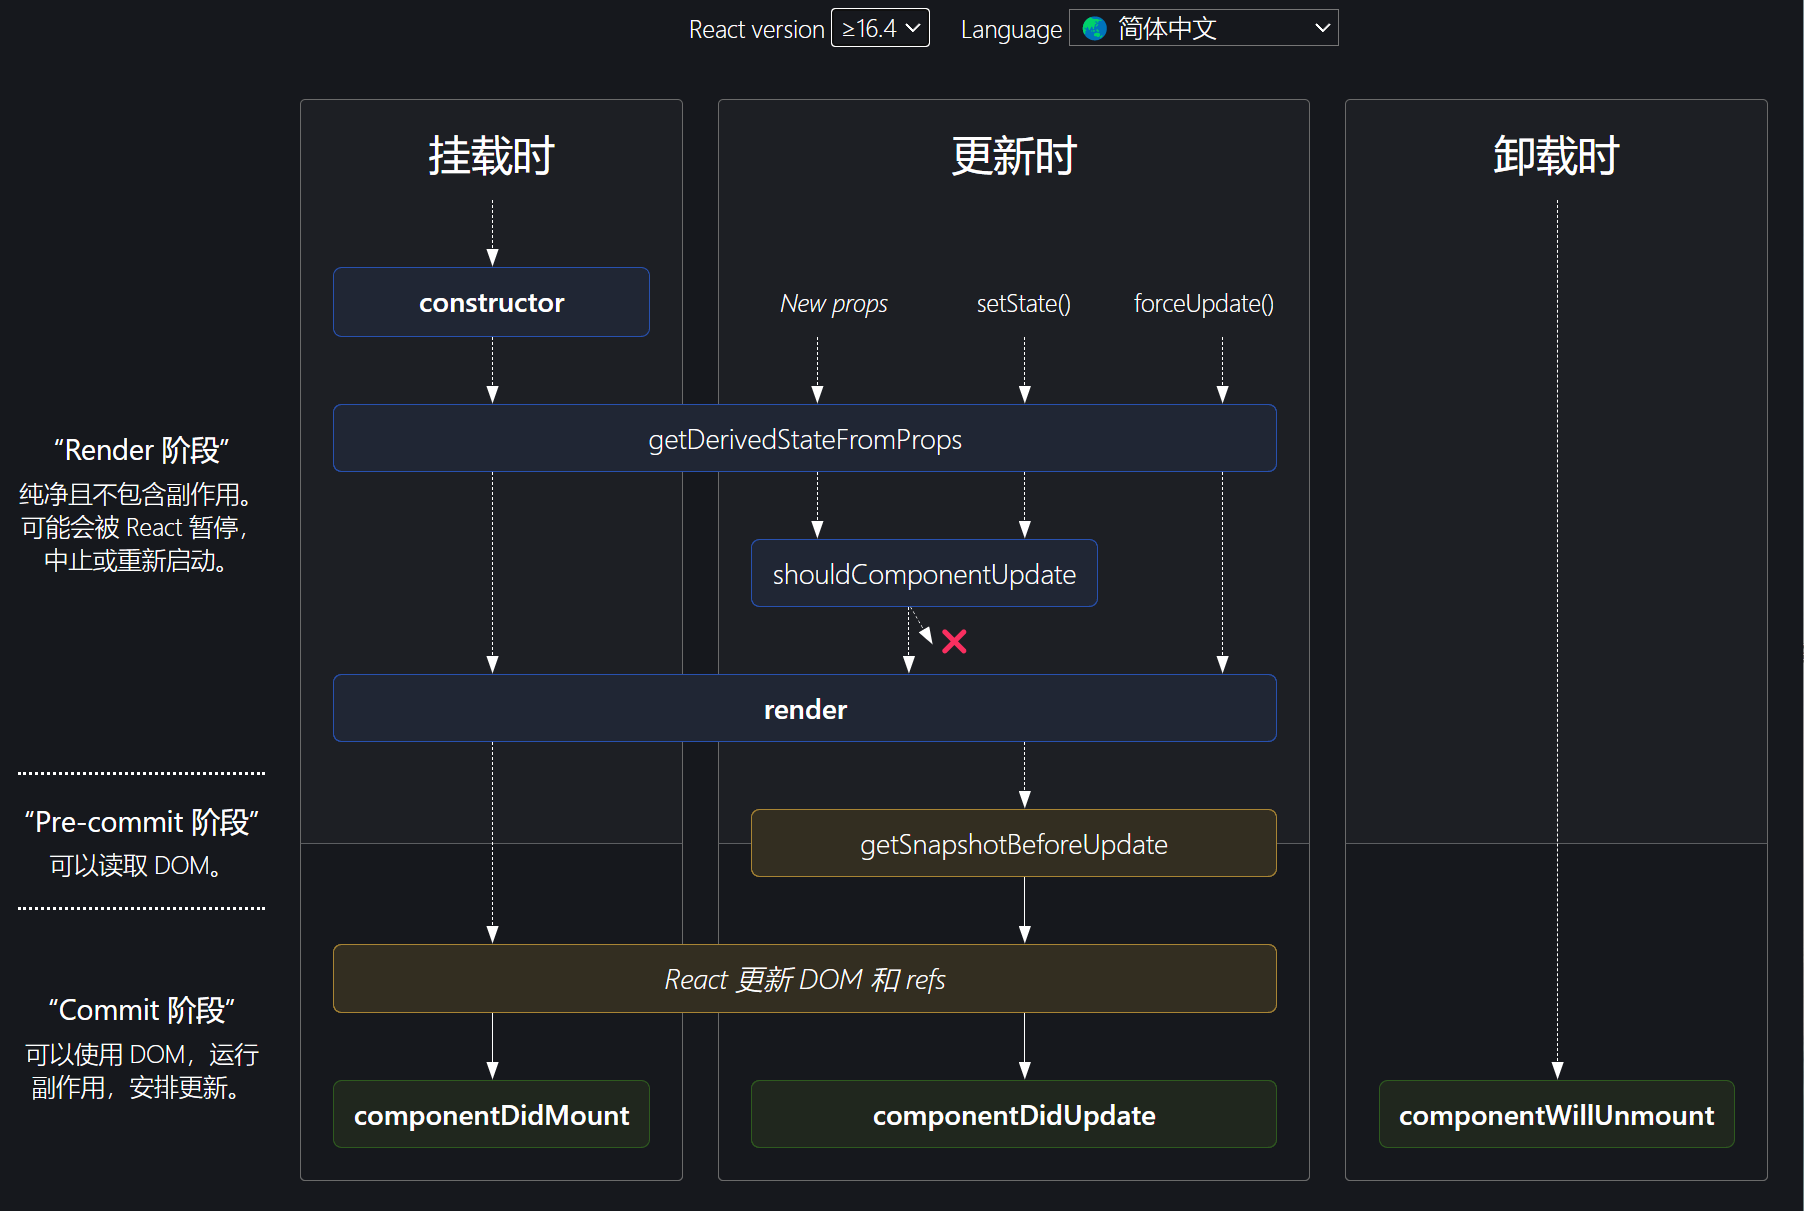 React version ≥16.4 Language 简体中文
挂载时
更新时
卸载时
constructor
New props
setState()
forceUpdate()
getDerivedStateFromProps
“Render 阶段”
纯净且不包含副作用。
可能会被 React 暂停，
中止或重新启动。
shouldComponentUpdate
render
“Pre-commit 阶段”
可以读取 DOM。
getSnapshotBeforeUpdate
React 更新 DOM 和 refs
“Commit 阶段”
可以使用 DOM，运行
副作用，安排更新。
componentDidMount
componentDidUpdate
componentWillUnmount